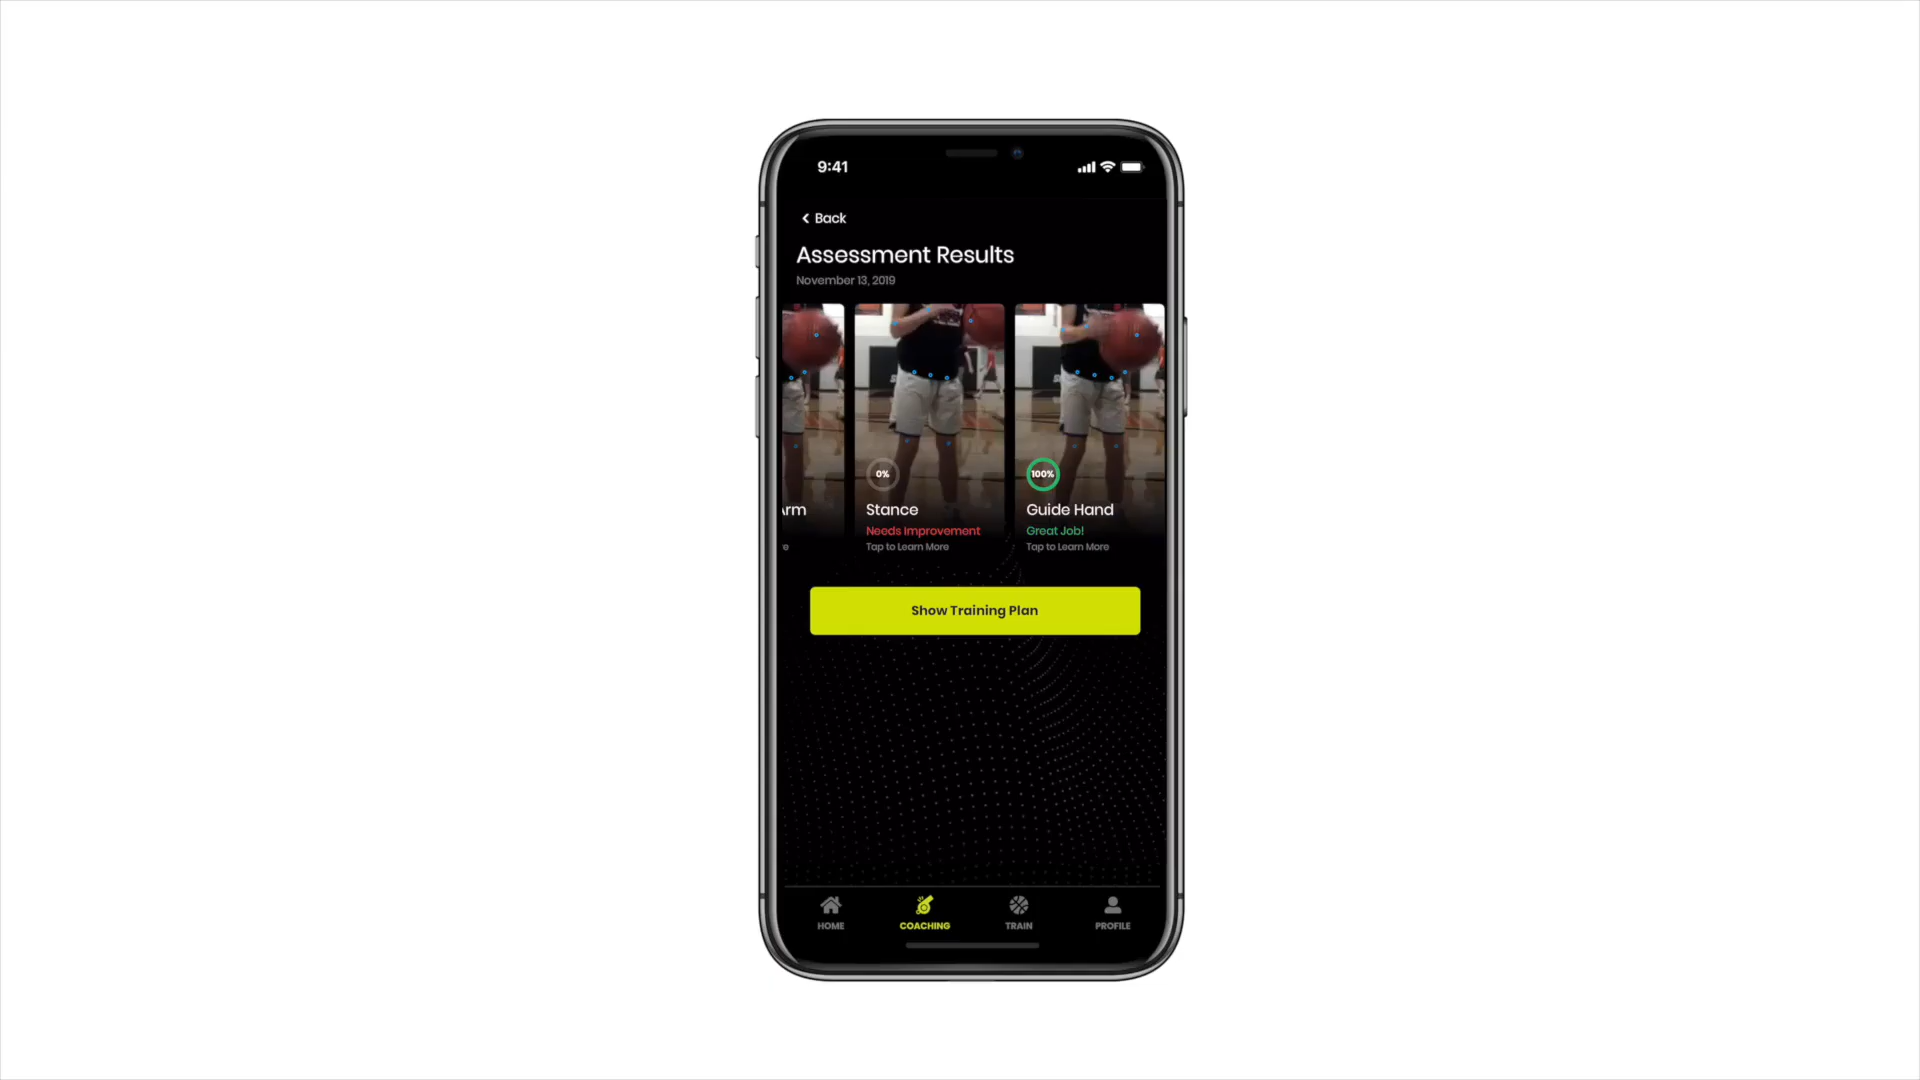 9:41
Back
Assessment Results
November 13, 2019
0%
100%
Stance
Guide Hand
Needs Improvement
Great Job!
Tap to Learn More
Tap to Learn More
Show Training Plan
HOME
COACHING
TRAIN
PROFILE